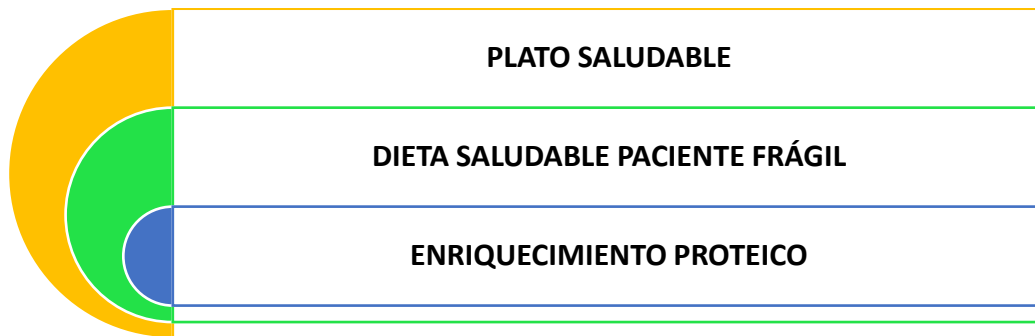 PLATO SALUDABLE
DIETA SALUDABLE PACIENTE FRÁGIL
ENRIQUECIMIENTO PROTEICO